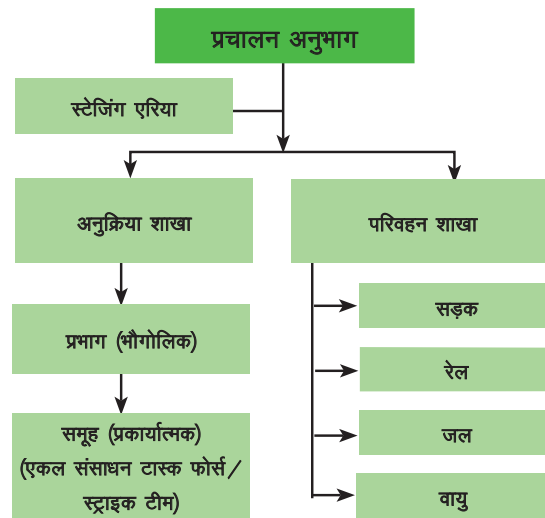 प्रचालन अनुभाग
स्टेजिंग एरिया
अनुक्रिया शाखा
परिवहन शाखा
प्रभाग (भौगोलिक)
समूह (प्रकार्यात्मक)
(एकल संसाधन टास्क फोर्स/
स्ट्राइक टीम)
सड़क
रेल
जल
वायु